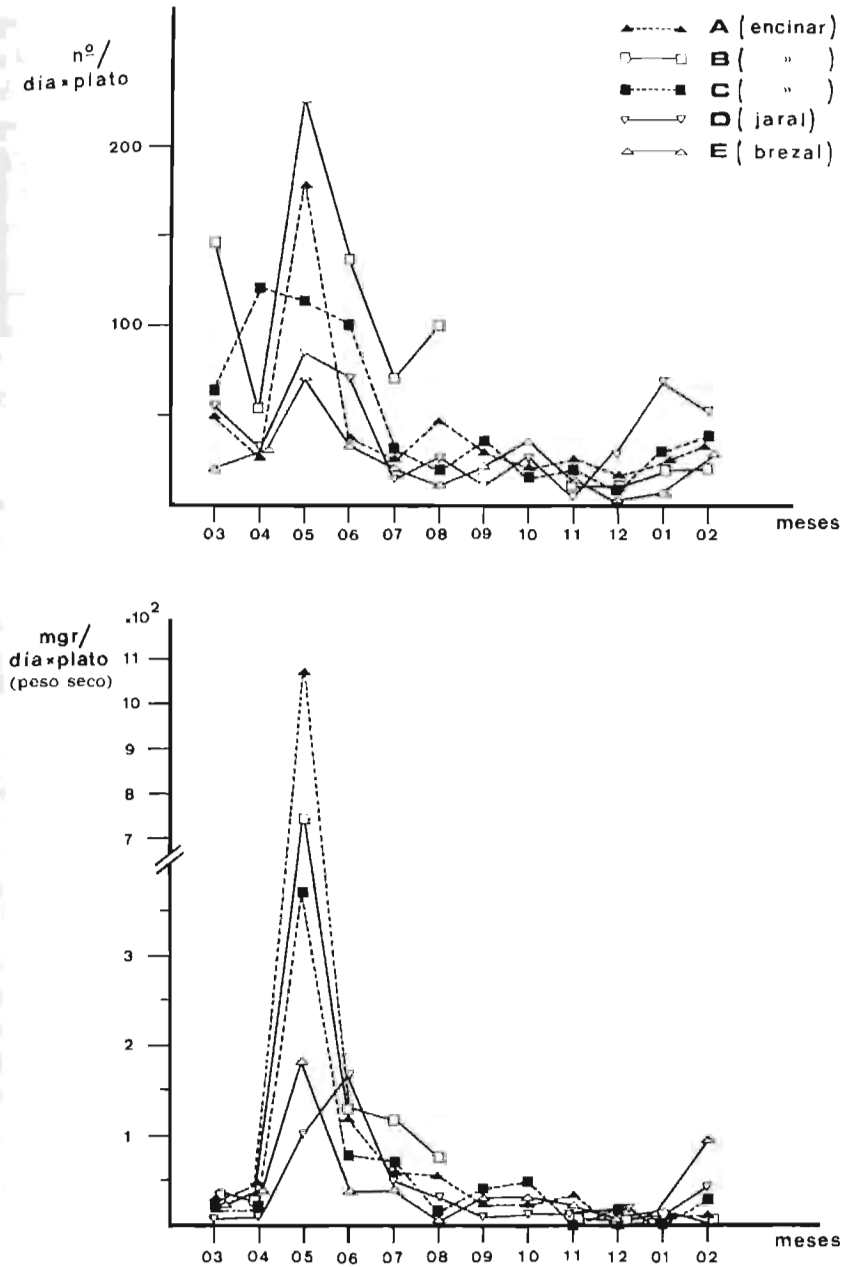 nº/
dia×plato
200
100
A (encinar)
B ( " )
C ( " )
D ( jaral)
E ( brezal)
03 04 05 06 07 08 09 10 11 12 01 02
meses
.10²
mgr/
dia×plato
(peso seco)
11
10
9
8
7
3
2
1
03 04 05 06 07 08 09 10 11 12 01 02
meses